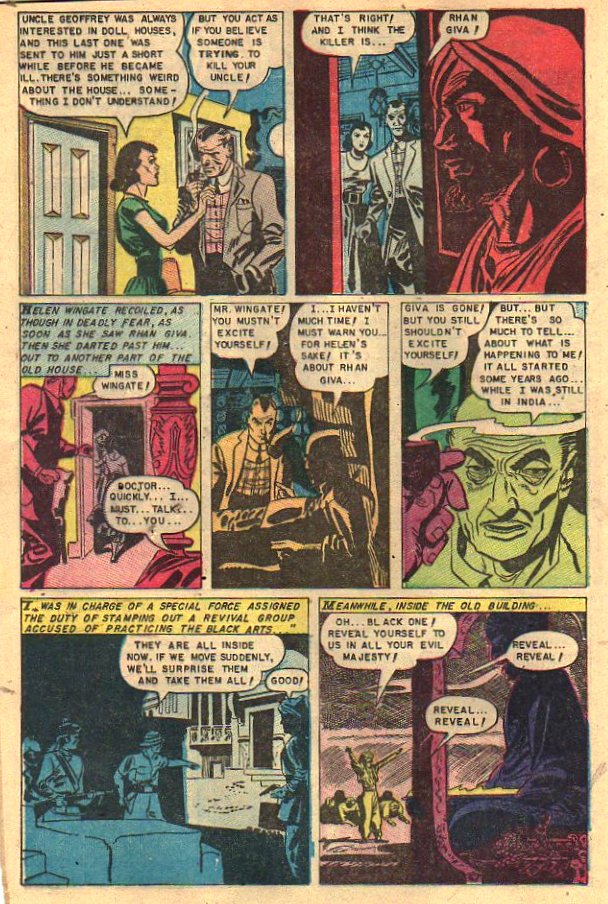 UNCLE GEOFFREY WAS ALWAYS
INTERESTED IN DOLL HOUSES,
AND THIS LAST ONE WAS
SENT TO HIM JUST A SHORT
WHILE BEFORE HE BECAME
ILL. THERE'S SOMETHING WEIRD
ABOUT THE HOUSE... SOME-
THING I DON'T UNDERSTAND!
BUT YOU ACT AS
IF YOU BELIEVE
SOMEONE IS
TRYING TO
KILL YOUR
UNCLE!
THAT'S RIGHT!
AND I THINK THE
KILLER IS...
RHAN
GIVA!
HELEN WINGATE RECOILED, AS
THOUGH IN DEADLY FEAR, AS
SOON AS SHE SAW RHAN GIVA.
THEN SHE DARTED PAST HIM...
OUT TO ANOTHER PART OF THE
OLD HOUSE...
MISS
WINGATE!
DOCTOR...
QUICKLY... I...
MUST... TALK...
TO... YOU...
MR. WINGATE!
YOU MUSTN'T
EXCITE
YOURSELF!
I... I HAVEN'T
MUCH TIME! I
MUST WARN YOU...
FOR HELEN'S
SAKE! IT'S
ABOUT RHAN
GIVA...
GIVA IS GONE!
BUT YOU STILL
SHOULDN'T
EXCITE
YOURSELF!
BUT... BUT
THERE'S SO
MUCH TO TELL...
ABOUT WHAT IS
HAPPENING TO ME!
IT ALL STARTED
SOME YEARS AGO...
WHILE I WAS STILL
IN INDIA...
"I... WAS IN CHARGE OF A SPECIAL FORCE ASSIGNED
THE DUTY OF STAMPING OUT A REVIVAL GROUP
ACCUSED OF PRACTICING THE BLACK ARTS..."
THEY ARE ALL INSIDE
NOW. IF WE MOVE SUDDENLY,
WE'LL SURPRISE THEM
AND TAKE THEM ALL!
GOOD!
MEANWHILE, INSIDE THE OLD BUILDING...
OH... BLACK ONE!
REVEAL YOURSELF TO
US IN ALL YOUR EVIL
MAJESTY!
REVEAL...
REVEAL!
REVEAL...
REVEAL!